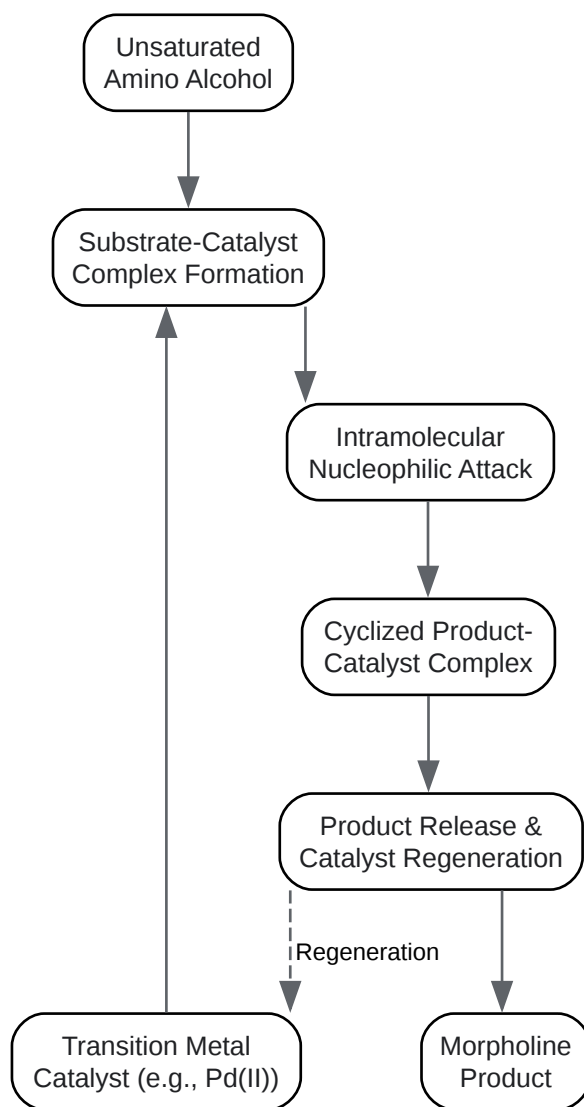 Unsaturated
Amino Alcohol
Substrate-Catalyst
Complex Formation
Intramolecular
Nucleophilic Attack
Cyclized Product-
Catalyst Complex
Product Release &
Catalyst Regeneration
Regeneration
Transition Metal
Catalyst (e.g., Pd(II))
Morpholine
Product